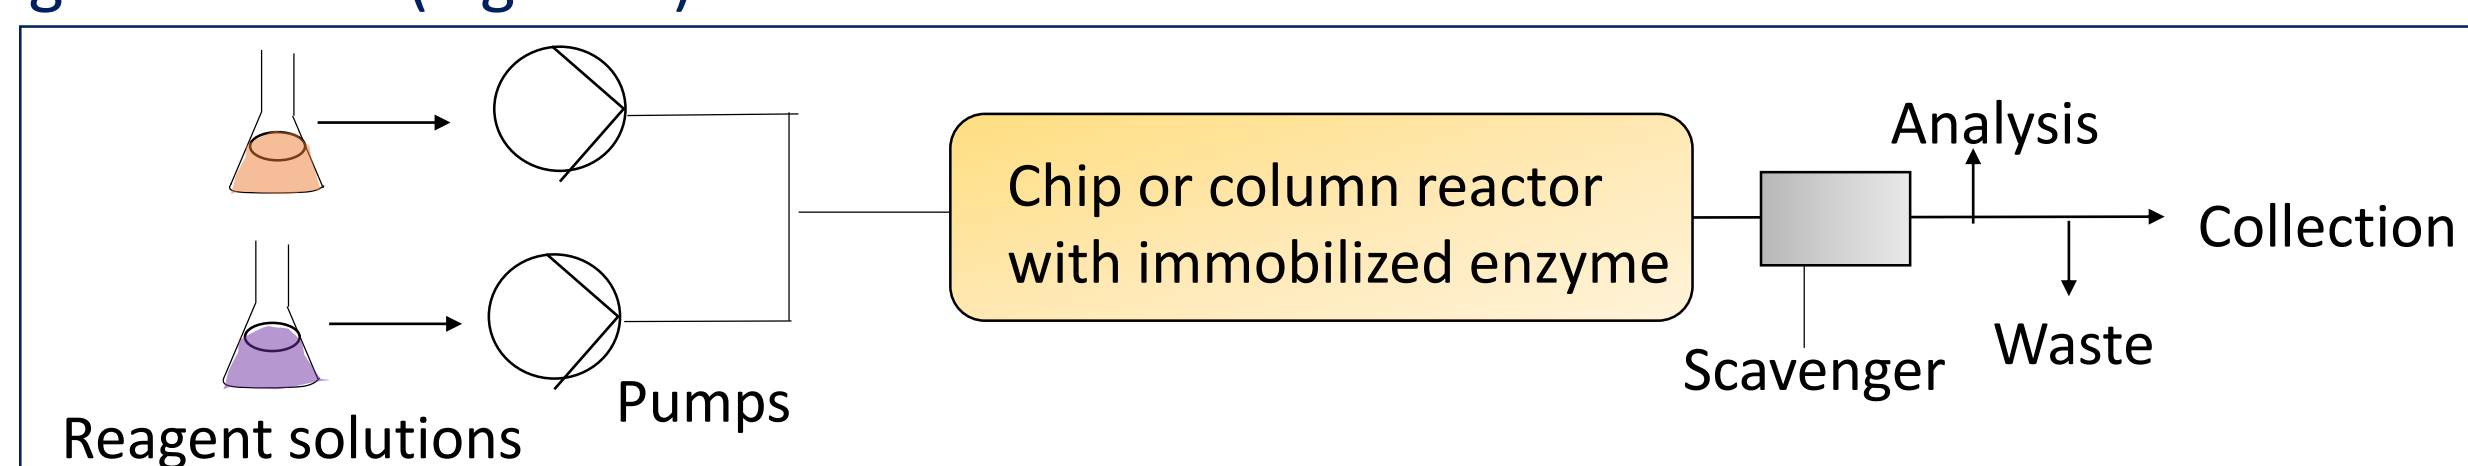 Reagent solutions
Pumps
Chip or column reactor
with immobilized enzyme
Scavenger
Analysis
Waste
Collection